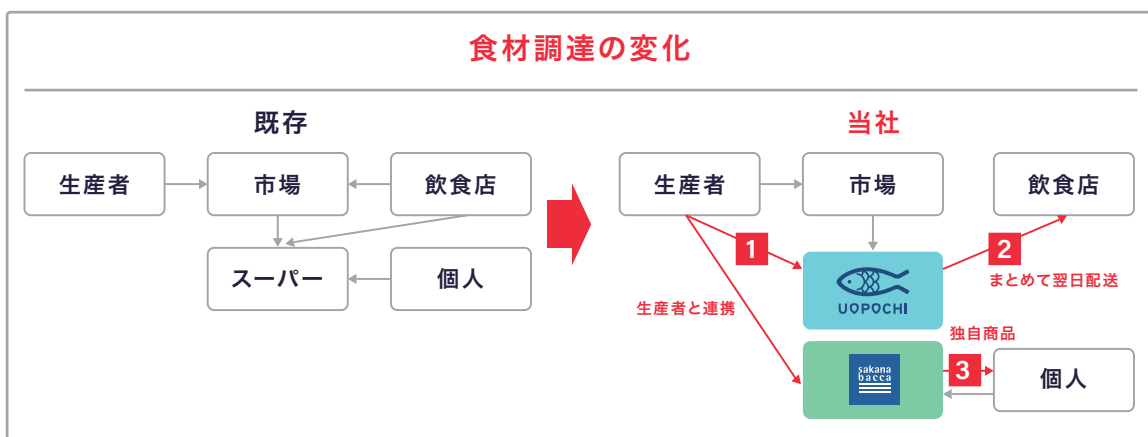 食材調達の変化
既存
生産者
市場
飲食店
スーパー
個人
当社
生産者
市場
飲食店
1
2
まとめて翌日配送
UOPOCHI
生産者と連携
独自商品
3
sakana
bacca
個人